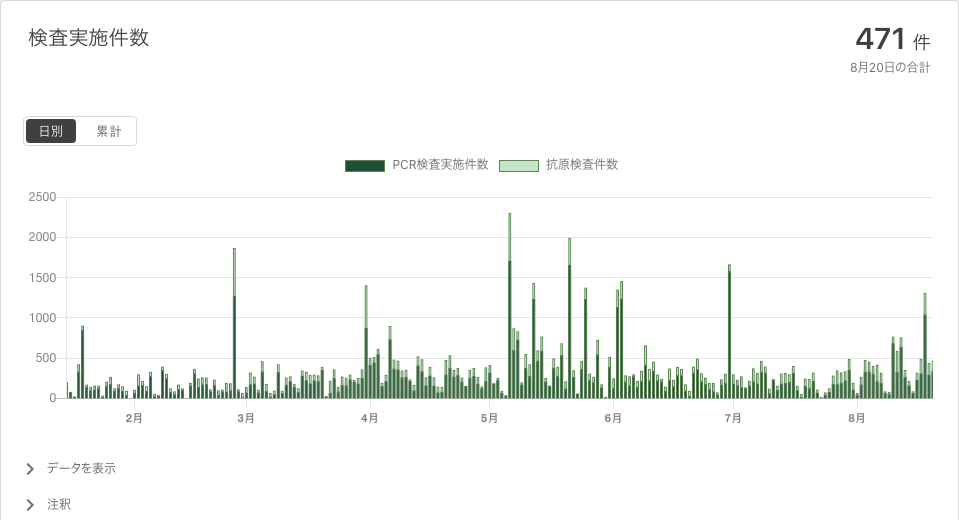 検査実施件数
471 件
8月20日の合計
日別 累計
PCR検査実施件数 抗原検査件数
2500
2000
1500
1000
500
0
2月 3月 4月 5月 6月 7月 8月
データを表示
注釈